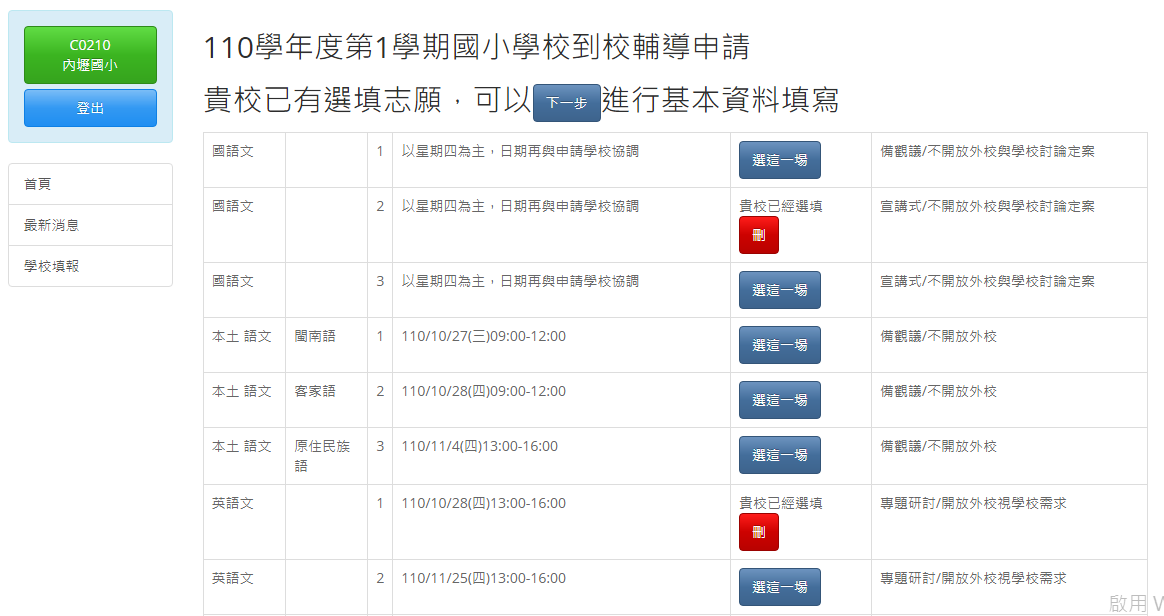 C0210
內壢國小
登出
首頁
最新消息
學校填報
110學年度第1學期國小學校到校輔導申請
貴校已有選填志願，可以 下一步 進行基本資料填寫
國語文 1 以星期四為主，日期再與申請學校協調 選這一場 備觀議/不開放外校與學校討論定案
國語文 2 以星期四為主，日期再與申請學校協調 貴校已經選填 宣講式/不開放外校與學校討論定案
刪
國語文 3 以星期四為主，日期再與申請學校協調 選這一場 宣講式/不開放外校與學校討論定案
本土 語文 閩南語 1 110/10/27(三)09:00-12:00 選這一場 備觀議/不開放外校
本土 語文 客家語 2 110/10/28(四)09:00-12:00 選這一場 備觀議/不開放外校
本土 語文 原住民族 3 110/11/4(四)13:00-16:00 選這一場 備觀議/不開放外校
語
英語文 1 110/10/28(四)13:00-16:00 貴校已經選填 專題研討/開放外校視學校需求
刪
英語文 2 110/11/25(四)13:00-16:00 選這一場 專題研討/開放外校視學校需求
啟用